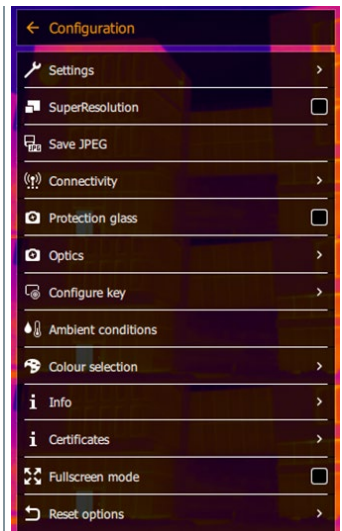 Configuration
Settings
SuperResolution
JPG Save JPEG
Connectivity
Protection glass
Optics
Configure key
Ambient conditions
Colour selection
Info
Certificates
Fullscreen mode
Reset options